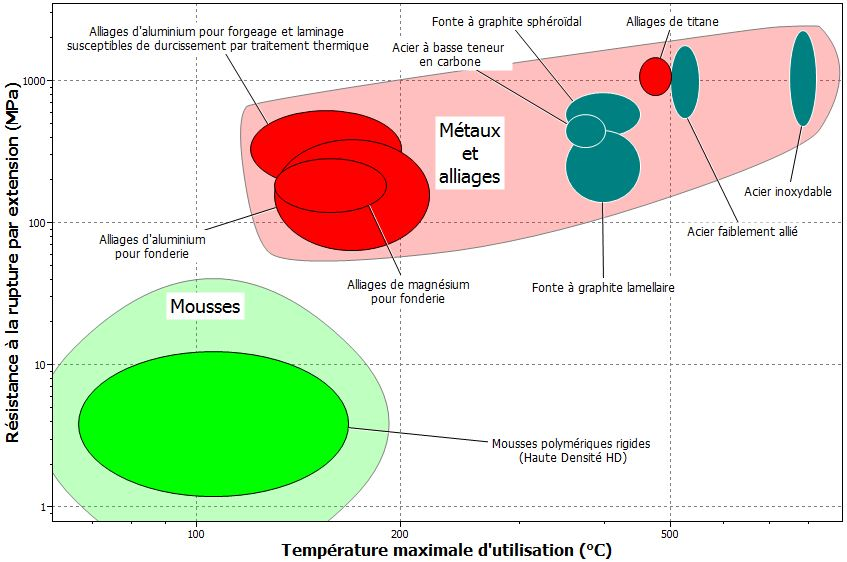 Alliages d'aluminium pour forgeage et laminage
susceptibles de durcissement par traitement thermique
Fonte à graphite sphéroïdal
Acier à basse teneur
en carbone
Alliages de titane
Métaux
et
alliages
Acier inoxydable
Acier faiblement allié
Alliages d'aluminium
pour fonderie
Alliages de magnésium
pour fonderie
Fonte à graphite lamellaire
Mousses
Mousses polymériques rigides
(Haute Densité HD)
Résistance à la rupture par extension (MPa)
1000
100
10
1
100
200
500
Température maximale d'utilisation (°C)